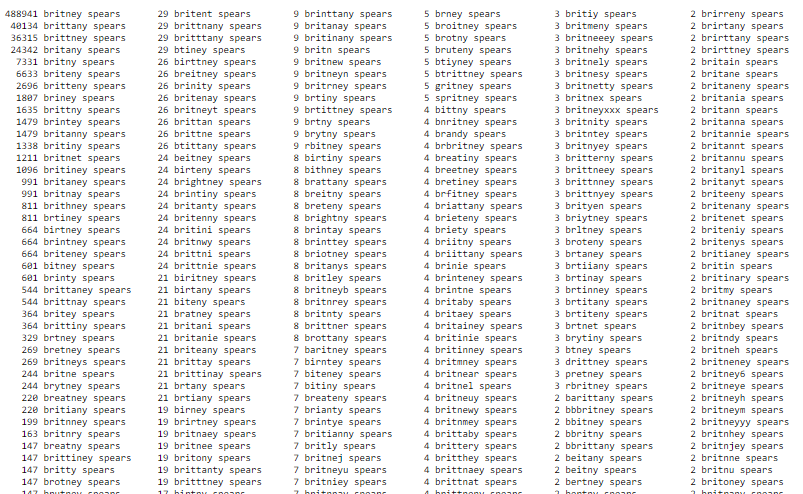 488941 britney spears
40134 brittany spears
36315 brittney spears
24342 britany spears
7331 britny spears
6633 briteny spears
2696 britteny spears
1807 briney spears
1635 brittny spears
1479 brintey spears
1479 britanny spears
1338 britiny spears
1211 britnet spears
1096 britiney spears
991 britaney spears
991 britnay spears
811 brithney spears
811 brtiney spears
664 birtney spears
664 brintney spears
664 briteney spears
601 bitney spears
601 brinty spears
544 brittaney spears
544 brittnay spears
364 britey spears
364 brittiny spears
329 brtney spears
269 bretney spears
269 britneys spears
244 britne spears
244 brytney spears
220 breatney spears
220 britiany spears
199 britnney spears
163 britnry spears
147 breatny spears
147 brittiney spears
147 britty spears
147 brotney spears
29 britent spears
29 brittnany spears
29 britttany spears
29 btiney spears
26 birttney spears
26 breitney spears
26 brinity spears
26 britenay spears
26 britneyt spears
26 brittan spears
26 brittne spears
26 btittany spears
24 beitney spears
24 birteny spears
24 brightney spears
24 brintiny spears
24 britanty spears
24 britenny spears
24 britini spears
24 britnwy spears
24 brittni spears
24 brittnie spears
21 biritney spears
21 birtany spears
21 biteny spears
21 bratney spears
21 britani spears
21 britanie spears
21 briteany spears
21 brittay spears
21 brittinay spears
21 brtany spears
21 brtiany spears
19 birney spears
19 brirtney spears
19 britnaey spears
19 britnee spears
19 britony spears
19 brittanty spears
19 britttney spears
9 brinttany spears
9 britanay spears
9 britinany spears
9 britn spears
9 britnew spears
9 britneyn spears
9 britrney spears
9 brtiny spears
9 brtittney spears
9 brtny spears
9 brytny spears
9 rbitney spears
8 birtiny spears
8 bithney spears
8 brattany spears
8 breitny spears
8 breteny spears
8 brightny spears
8 brintay spears
8 brinttey spears
8 briotney spears
8 britanys spears
8 britley spears
8 britneyb spears
8 britnrey spears
8 britnty spears
8 brittner spears
8 brottany spears
7 baritney spears
7 birntey spears
7 biteney spears
7 bitiny spears
7 breateny spears
7 brianty spears
7 brintye spears
7 britianny spears
7 britly spears
7 britnej spears
7 britneyu spears
7 britniey spears
5 brney spears
5 broitney spears
5 brotny spears
5 bruteny spears
5 btiyney spears
5 btrittney spears
5 gritney spears
5 spritney spears
4 bittny spears
4 bnritney spears
4 brandy spears
4 brbritney spears
4 breatiny spears
4 breetney spears
4 bretiney spears
4 brfitney spears
4 briattany spears
4 brieteny spears
4 briety spears
4 briitny spears
4 briittany spears
4 brinie spears
4 brinteney spears
4 brintne spears
4 britaby spears
4 britaey spears
4 britainey spears
4 britinie spears
4 britinney spears
4 britmney spears
4 britnear spears
4 britnel spears
4 britneuy spears
4 britnewy spears
4 britnmey spears
4 brittaby spears
4 brittery spears
4 britthey spears
4 brittnaey spears
4 brittnat spears
3 britiy spears
3 britmeny spears
3 britneeey spears
3 britnehy spears
3 britnely spears
3 britnesy spears
3 britnetty spears
3 britnex spears
3 britneyxxx spears
3 britnity spears
3 britntey spears
3 britnyey spears
3 britterny spears
3 brittneey spears
3 brittnney spears
3 brittnyey spears
3 brityen spears
3 briytney spears
3 brltney spears
3 broteny spears
3 brtaney spears
3 brtiiany spears
3 brtinay spears
3 brtinney spears
3 brtitany spears
3 brtiteny spears
3 brtnet spears
3 brytiny spears
3 btney spears
3 drittney spears
3 pretney spears
3 rbritney spears
2 barittany spears
2 bbbritney spears
2 bbitney spears
2 bbritny spears
2 bbrittany spears
2 beitany spears
2 beitny spears
2 bertney spears
2 brirreny spears
2 brirtany spears
2 brirttany spears
2 brirttney spears
2 britain spears
2 britane spears
2 britaneny spears
2 britania spears
2 britann spears
2 britanna spears
2 britannie spears
2 britannt spears
2 britannu spears
2 britanyl spears
2 britanyt spears
2 briteeny spears
2 britenany spears
2 britenet spears
2 briteniy spears
2 britenys spears
2 britianey spears
2 britin spears
2 britinary spears
2 britmy spears
2 britnaney spears
2 britnat spears
2 britnbey spears
2 britndy spears
2 britneh spears
2 britneney spears
2 britney6 spears
2 britneye spears
2 britneyh spears
2 britneym spears
2 britneyyy spears
2 britnhey spears
2 britnjey spears
2 britnne spears
2 britnu spears
2 britoney spears